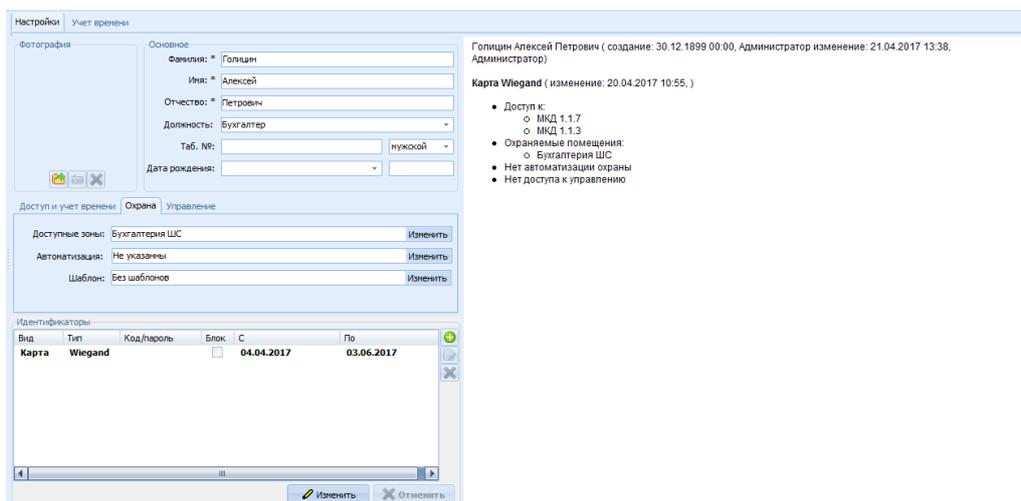 Настройки Учет времени
Фотография
Основное
Фамилия: * Голицин
Имя: * Алексей
Отчество: * Петрович
Должность: Бухгалтер
Таб. №: мужской
Дата рождения:
Доступ и учет времени Охрана Управление
Доступные зоны: Бухгалтерия ШС Изменить
Автоматизация: Не указанны Изменить
Шаблон: Без шаблонов Изменить
Идентификаторы
Вид Тип Код/пароль Блок С По
Карта Wiegand 04.04.2017 03.06.2017
Изменить Отменить
Голицин Алексей Петрович ( создание: 30.12.1899 00:00, Администратор изменение: 21.04.2017 13:38,
Администратор)
Карта Wiegand ( изменение: 20.04.2017 10:55, )
• Доступ к:
o МКД 1.1.7
o МКД 1.1.3
• Охраняемые помещения:
o Бухгалтерия ШС
• Нет автоматизации охраны
• Нет доступа к управлению